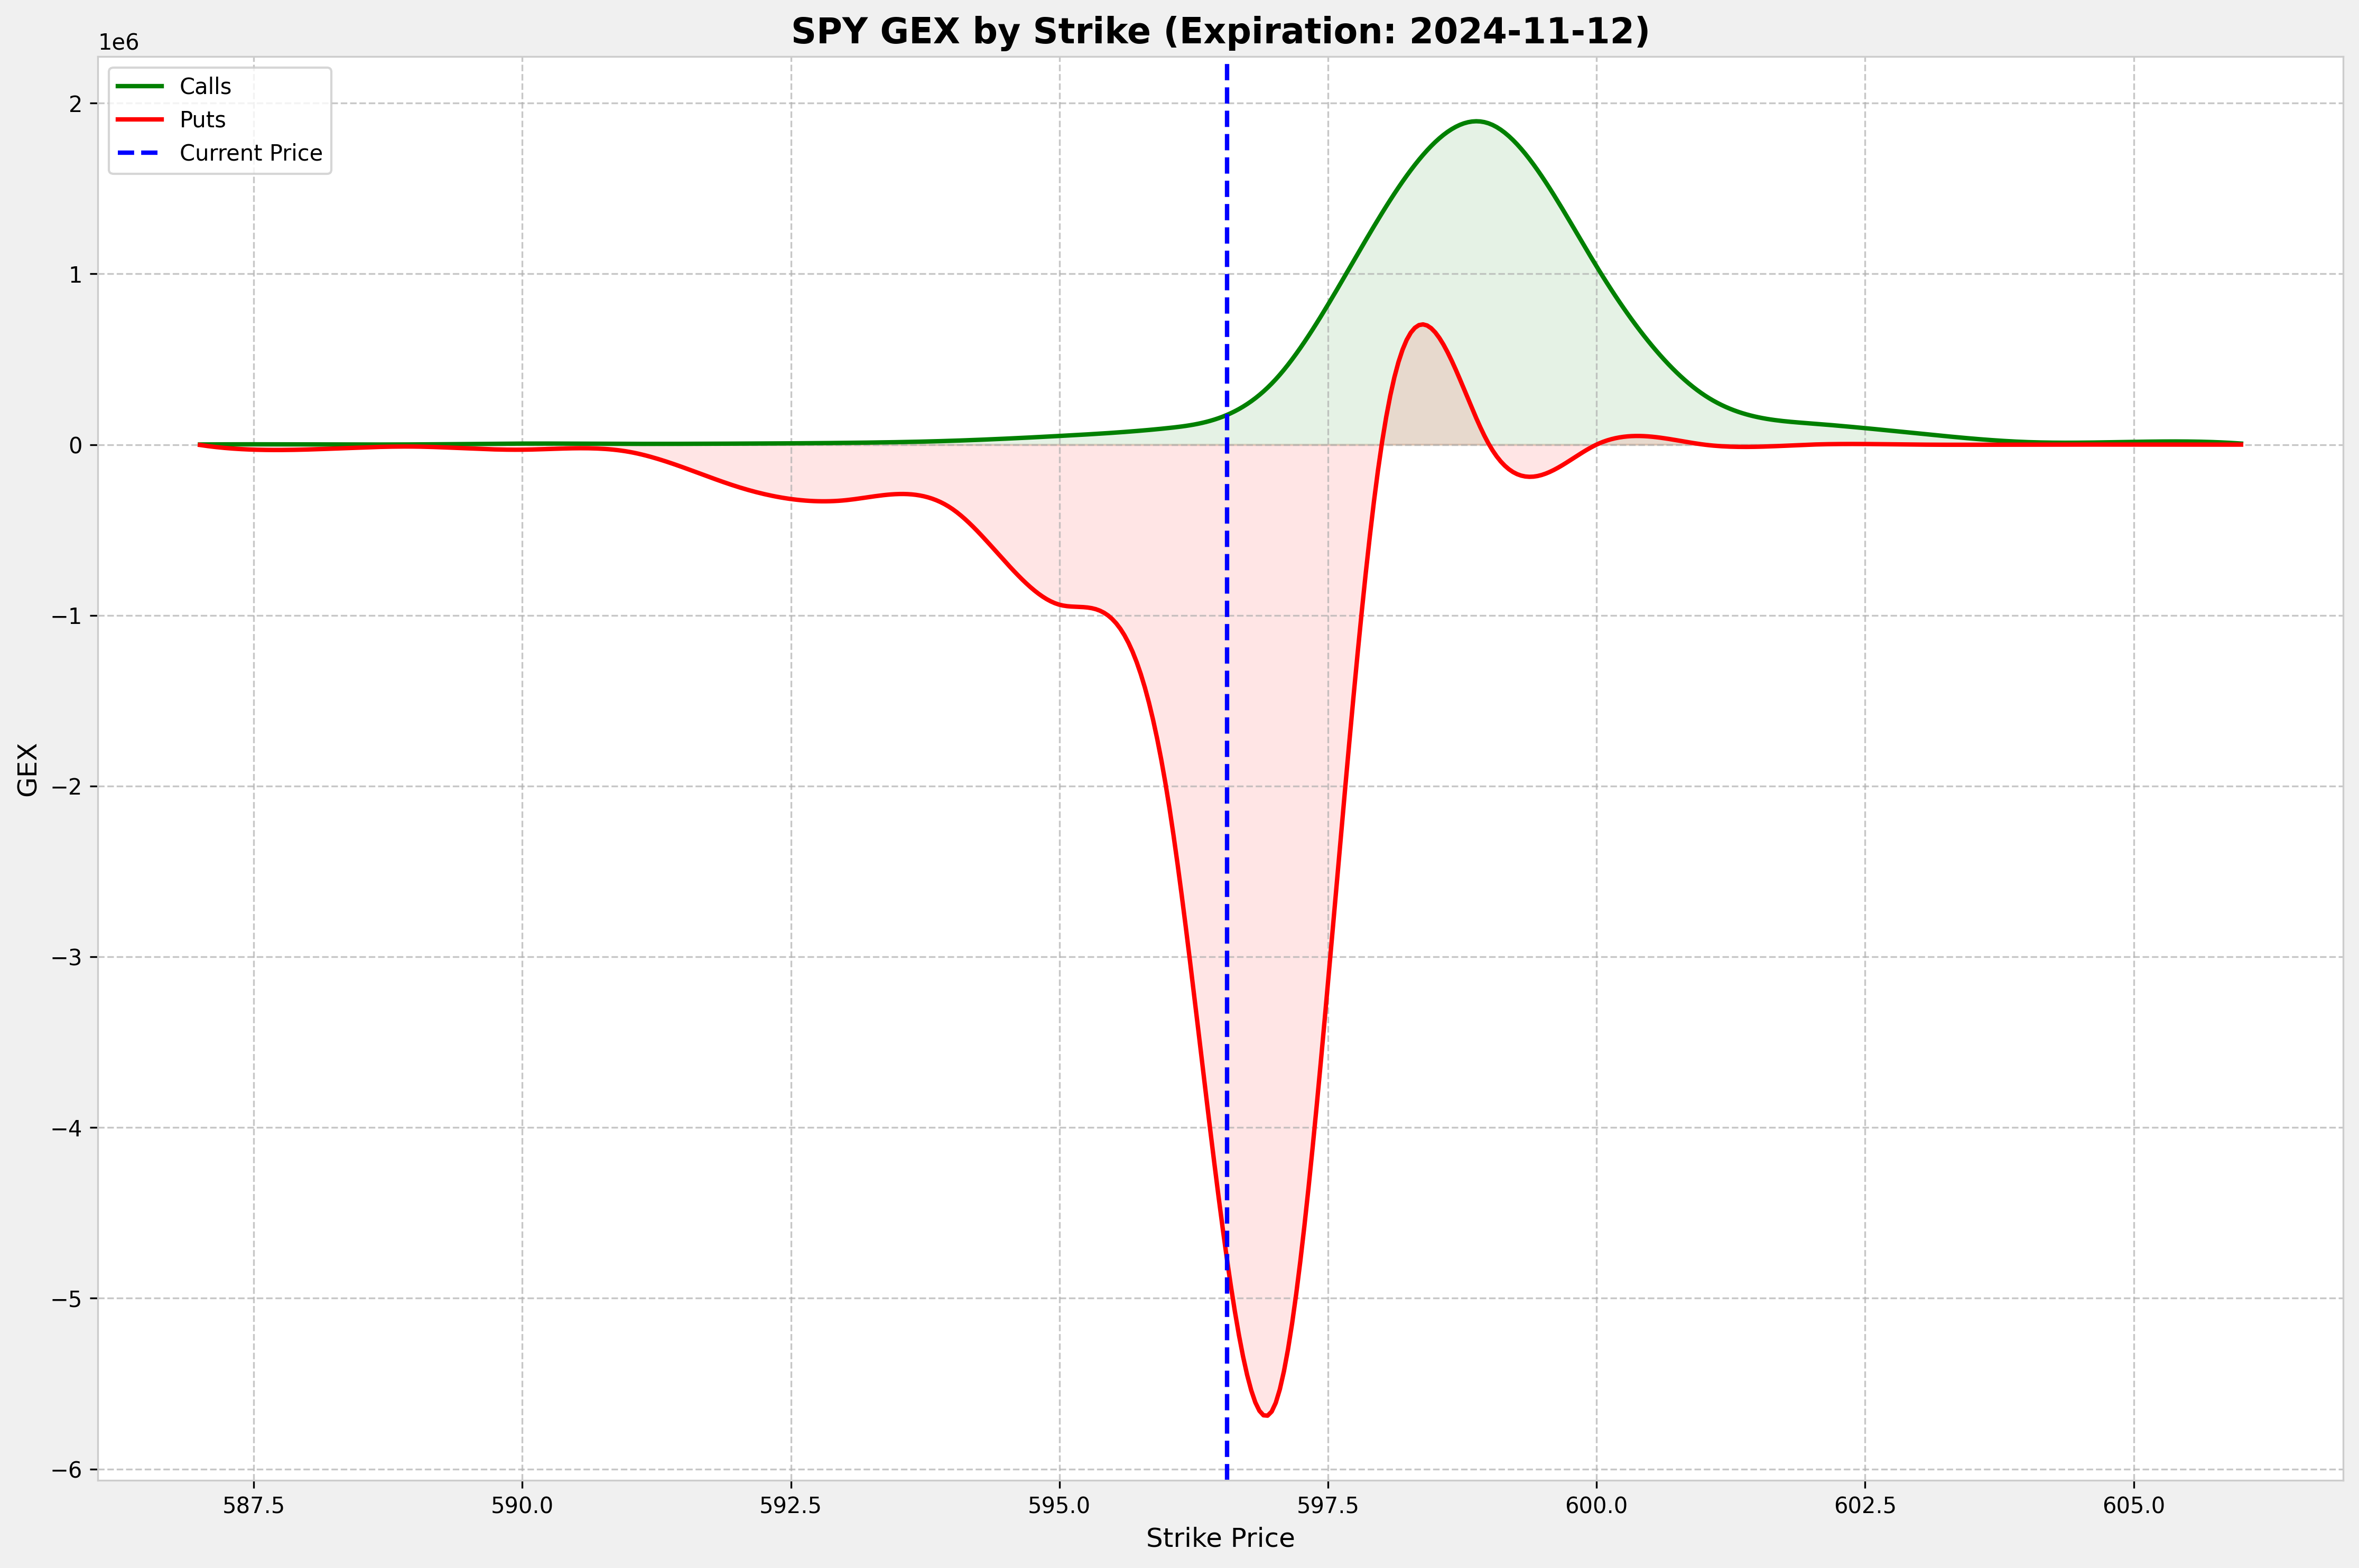 SPY GEX by Strike (Expiration: 2024-11-12)
1e6
Calls
Puts
Current Price
2
1
0
−1
−2
−3
−4
−5
−6
GEX
587.5 590.0 592.5 595.0 597.5 600.0 602.5 605.0
Strike Price